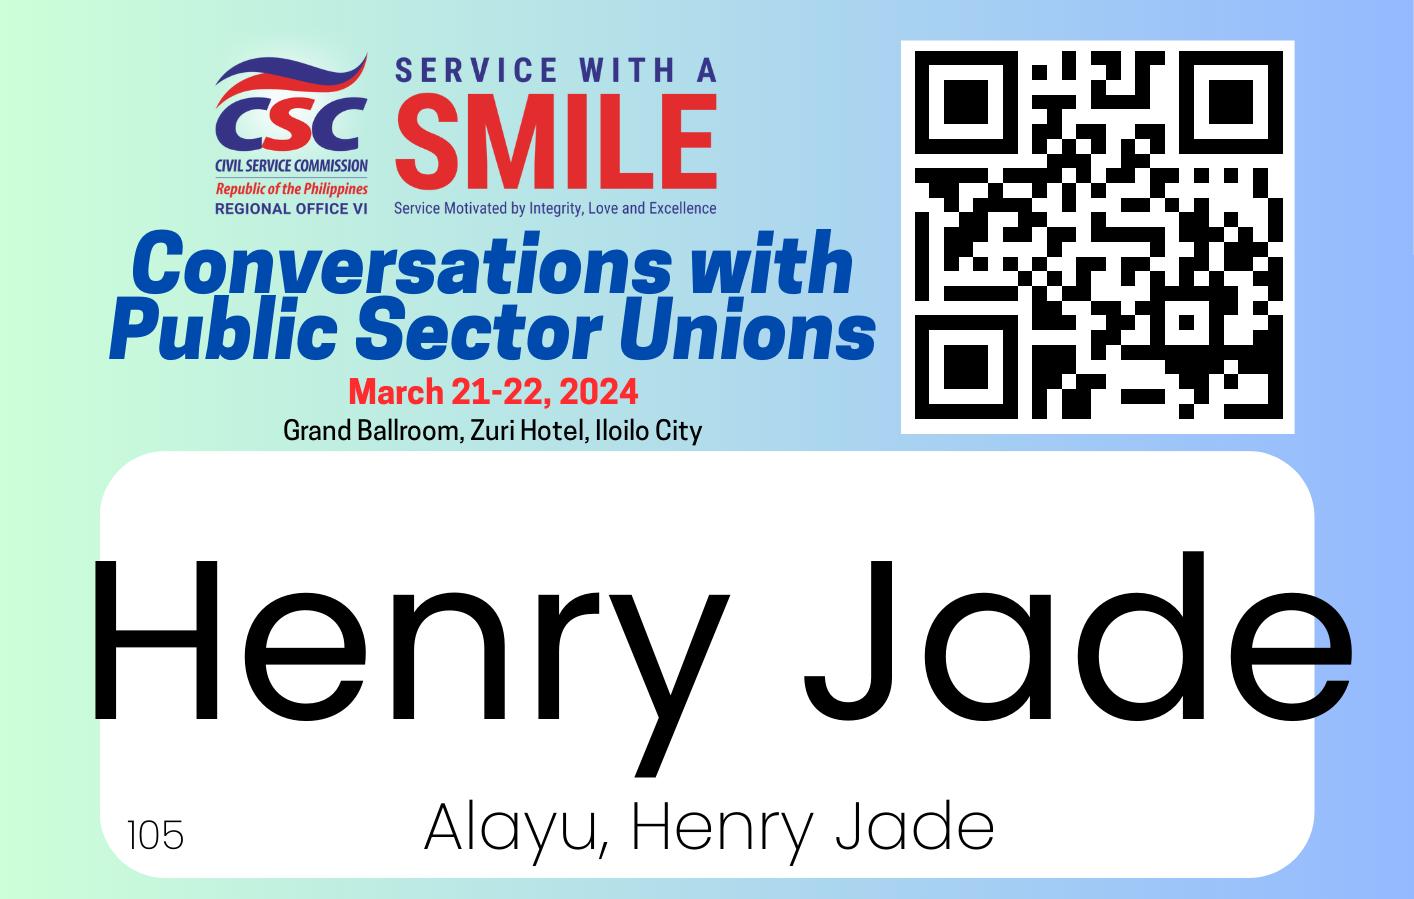 CSC
CIVIL SERVICE COMMISSION
Republic of the Philippines
REGIONAL OFFICE VI
SERVICE WITH A
SMILE
Service Motivated by Integrity, Love and Excellence
Conversations with
Public Sector Unions
March 21-22, 2024
Grand Ballroom, Zuri Hotel, Iloilo City
Henry Jade
105
Alayu, Henry Jade